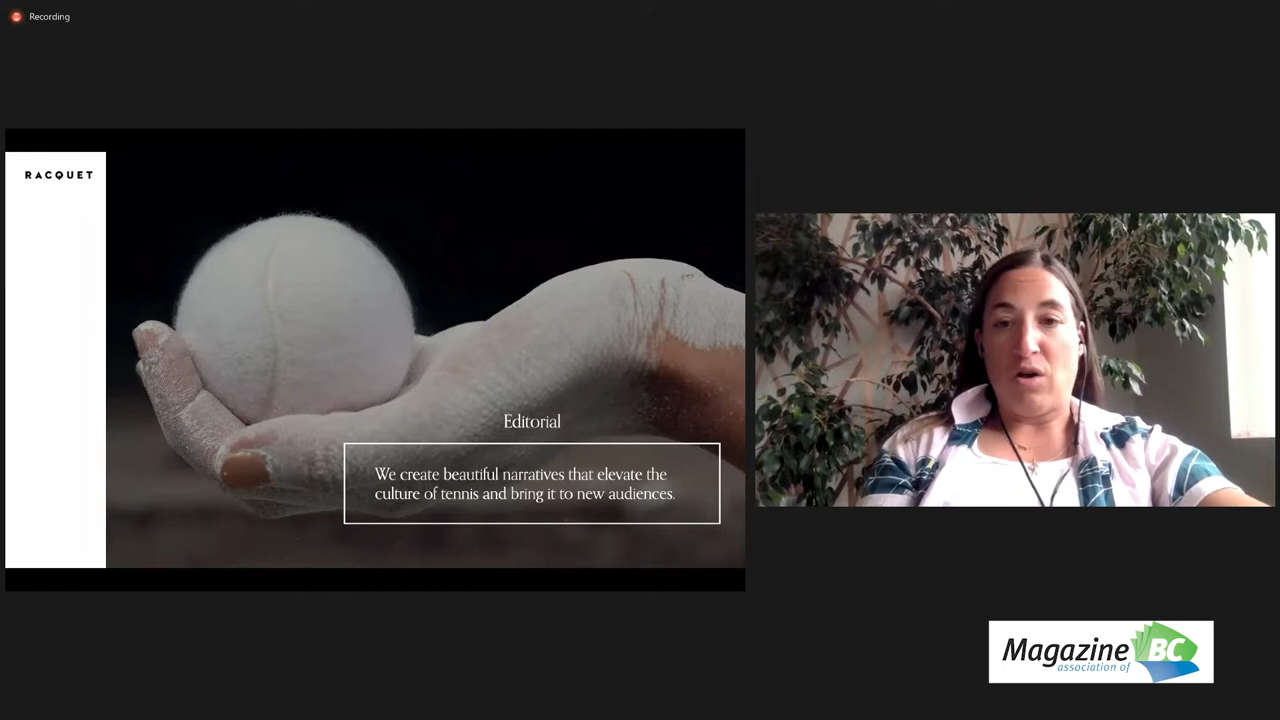 Recording
RACQUET
Editorial
We create beautiful narratives that elevate the
culture of tennis and bring it to new audiences.
Magazine BC
association of